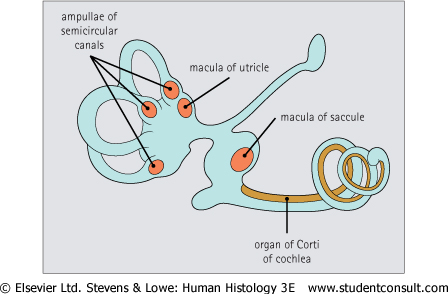 ampullae of
semicircular
canals
macula of utricle
macula of saccule
organ of Corti
of cochlea
© Elsevier Ltd. Stevens & Lowe: Human Histology 3E www.studentconsult.com